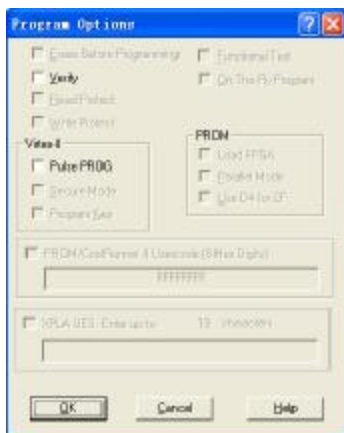 Program Options
Erase Before Programming
Functional Test
Verify
On The Fly Program
Read Protect
Write Protect
Virtex-II
PROM
Pulse PROG
Load FPGA
Secure Mode
Parallel Mode
Program Key
Use D4 for CF
PROM/CoolRunner-II Usercode (8 Hex Digits)
FFFFFFFF
XPLA UES: Enter up to 13 characters
OK
Cancel
Help